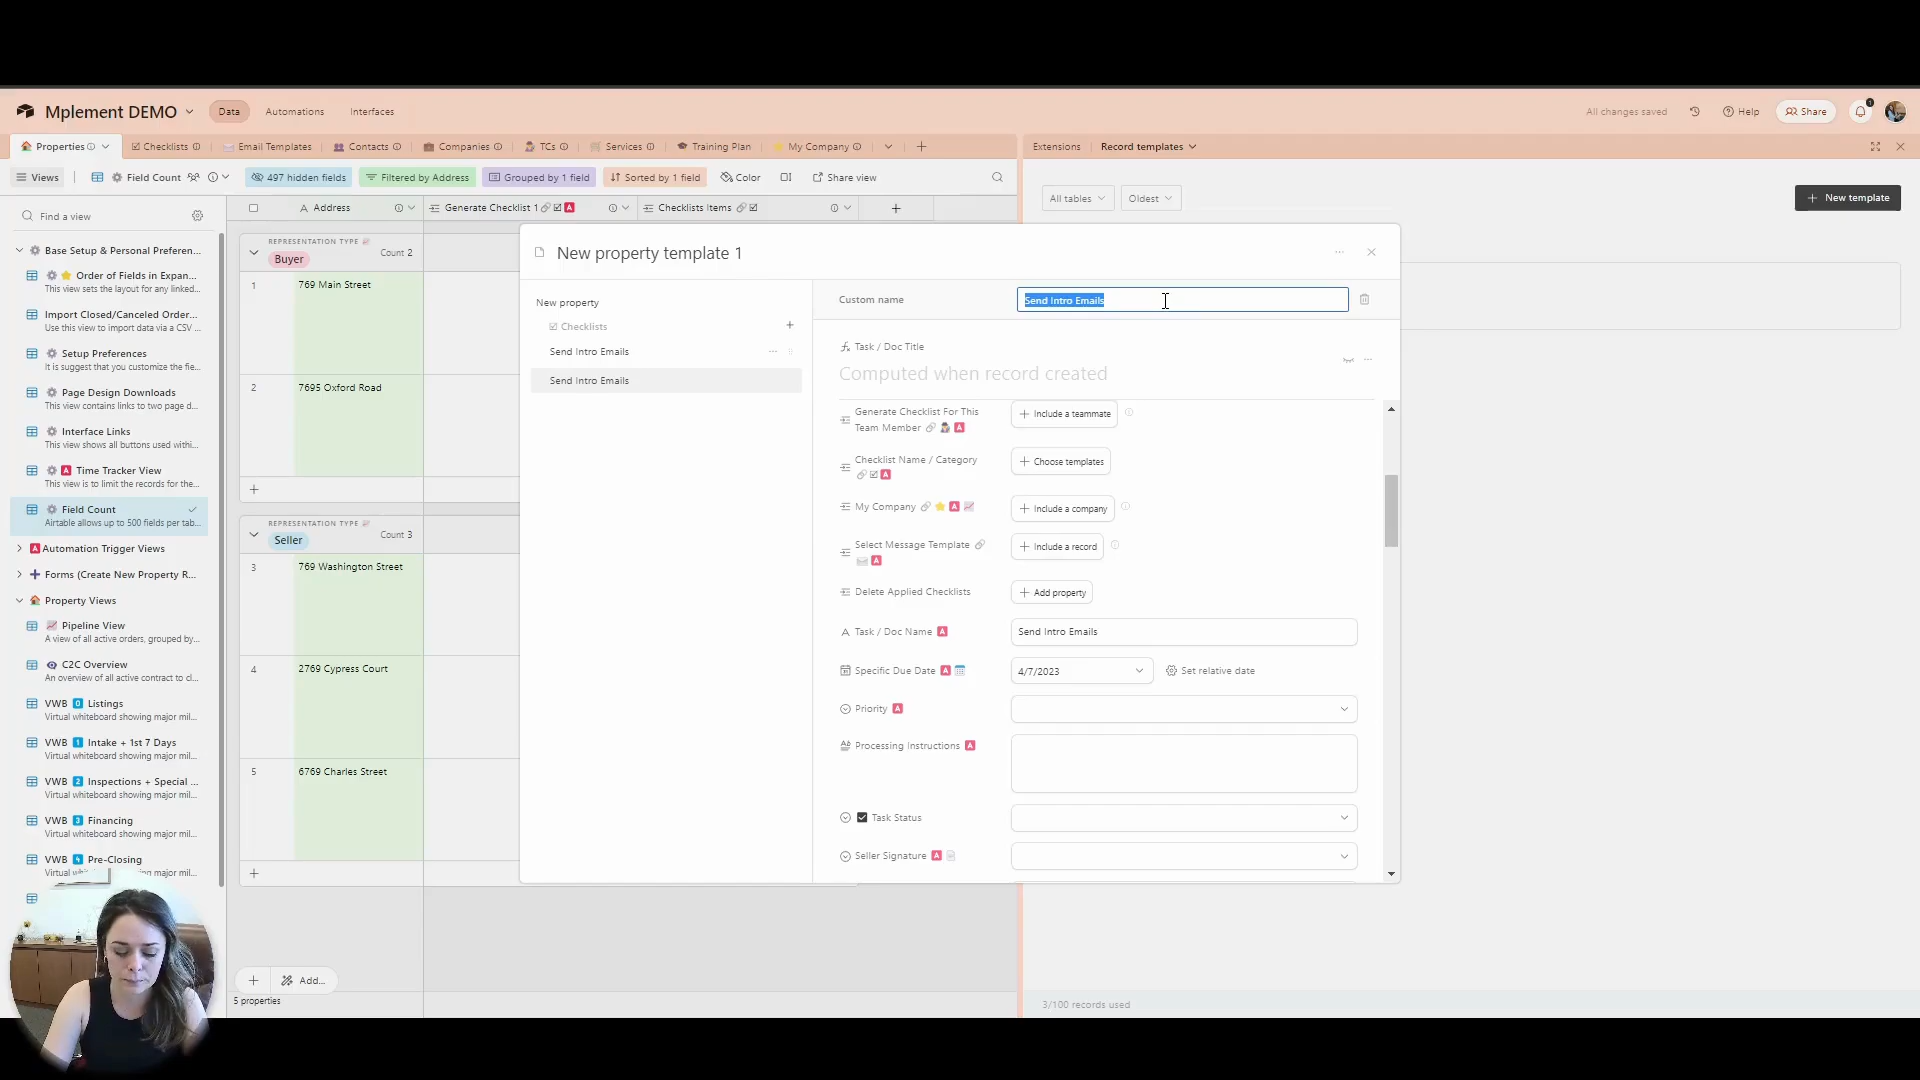 Mplement DEMO
Data
Automations
Interfaces
All changes saved
Help
Share
1
Properties
Checklists
Email Templates
Contacts
Companies
TCs
Services
Training Plan
My Company
Extensions
Record templates
Views
Field Count
497 hidden fields
Filtered by Address
Grouped by 1 field
Sorted by 1 field
Color
Share view
All tables
Oldest
New template
Find a view
Address
Generate Checklist 1
A
Checklists Items
Base Setup & Personal Preferen...
Order of Fields in Expan...
This view sets the layout for any linked...
Import Closed/Canceled Order...
Use this view to import data via a CSV ...
Setup Preferences
It is suggest that you customize the fie...
Page Design Downloads
This view contains links to two page d...
Interface Links
This view shows all buttons used withi...
A Time Tracker View
This view is to limit the records for the...
Field Count
Airtable allows up to 500 fields per tab...
A Automation Trigger Views
Forms (Create New Property R...
Property Views
Pipeline View
A view of all active orders, grouped by...
C2C Overview
An overview of all active contract to cl...
VWB 0 Listings
Virtual whiteboard showing major mil...
VWB 1 Intake + 1st 7 Days
Virtual whiteboard showing major mil...
VWB 2 Inspections + Special ...
Virtual whiteboard showing major mil...
VWB 3 Financing
Virtual whiteboard showing major mil...
VWB 4 Pre-Closing
Virtual whiteboard showing major mil...
REPRESENTATION TYPE
Buyer
Count 2
1
769 Main Street
2
7695 Oxford Road
REPRESENTATION TYPE
Seller
Count 3
3
769 Washington Street
4
2769 Cypress Court
5
6769 Charles Street
Add...
5 properties
New property template 1
New property
Checklists
Send Intro Emails
Send Intro Emails
Custom name
Send Intro Emails
Task / Doc Title
Computed when record created
Generate Checklist For This
Team Member A
Include a teammate
Checklist Name / Category
A
Choose templates
My Company A
Include a company
Select Message Template
A
Include a record
Delete Applied Checklists
Add property
Task / Doc Name A
Send Intro Emails
Specific Due Date A
4/7/2023
Set relative date
Priority A
Processing Instructions A
Task Status
Seller Signature A
3/100 records used